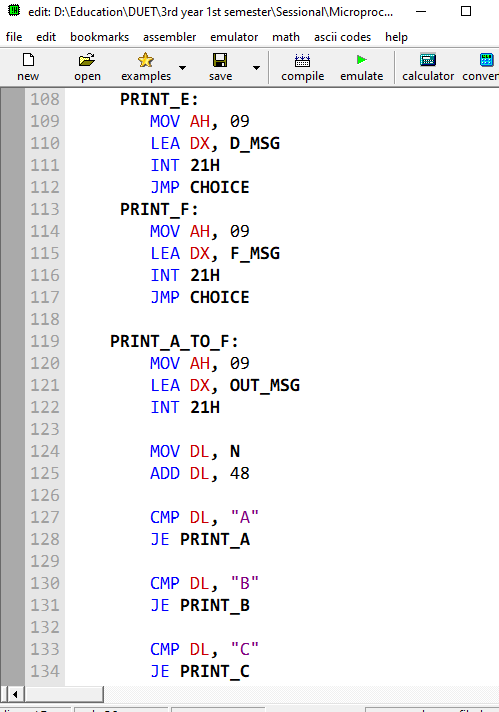 edit: D:\Education\DUET\3rd year 1st semester\Sessional\Microproc...
file edit bookmarks assembler emulator math ascii codes help
new open examples save compile emulate calculator conver
108 PRINT_E:
109 MOV AH, 09
110 LEA DX, D_MSG
111 INT 21H
112 JMP CHOICE
113 PRINT_F:
114 MOV AH, 09
115 LEA DX, F_MSG
116 INT 21H
117 JMP CHOICE
118
119 PRINT_A_TO_F:
120 MOV AH, 09
121 LEA DX, OUT_MSG
122 INT 21H
123
124 MOV DL, N
125 ADD DL, 48
126
127 CMP DL, "A"
128 JE PRINT_A
129
130 CMP DL, "B"
131 JE PRINT_B
132
133 CMP DL, "C"
134 JE PRINT_C